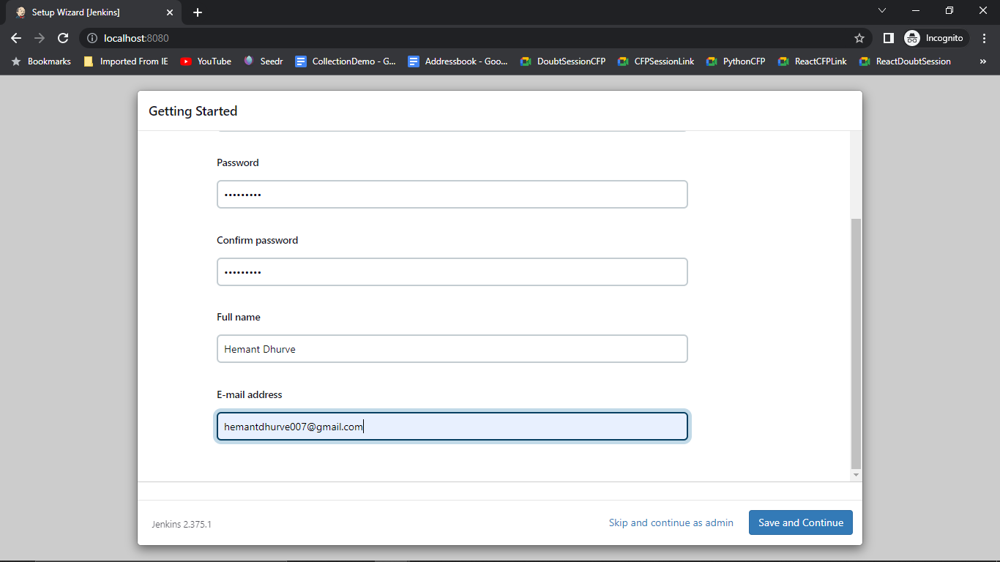 Setup Wizard [Jenkins]
localhost:8080
Incognito
Bookmarks Imported From IE YouTube Seedr CollectionDemo - G... Addressbook - Goo... DoubtSessionCFP CFPSessionLink PythonCFP ReactCFPLink ReactDoubtSession »
Getting Started
Password
•••••••••
Confirm password
•••••••••
Full name
Hemant Dhurve
E-mail address
hemantdhurve007@gmail.com
Jenkins 2.375.1
Skip and continue as admin
Save and Continue